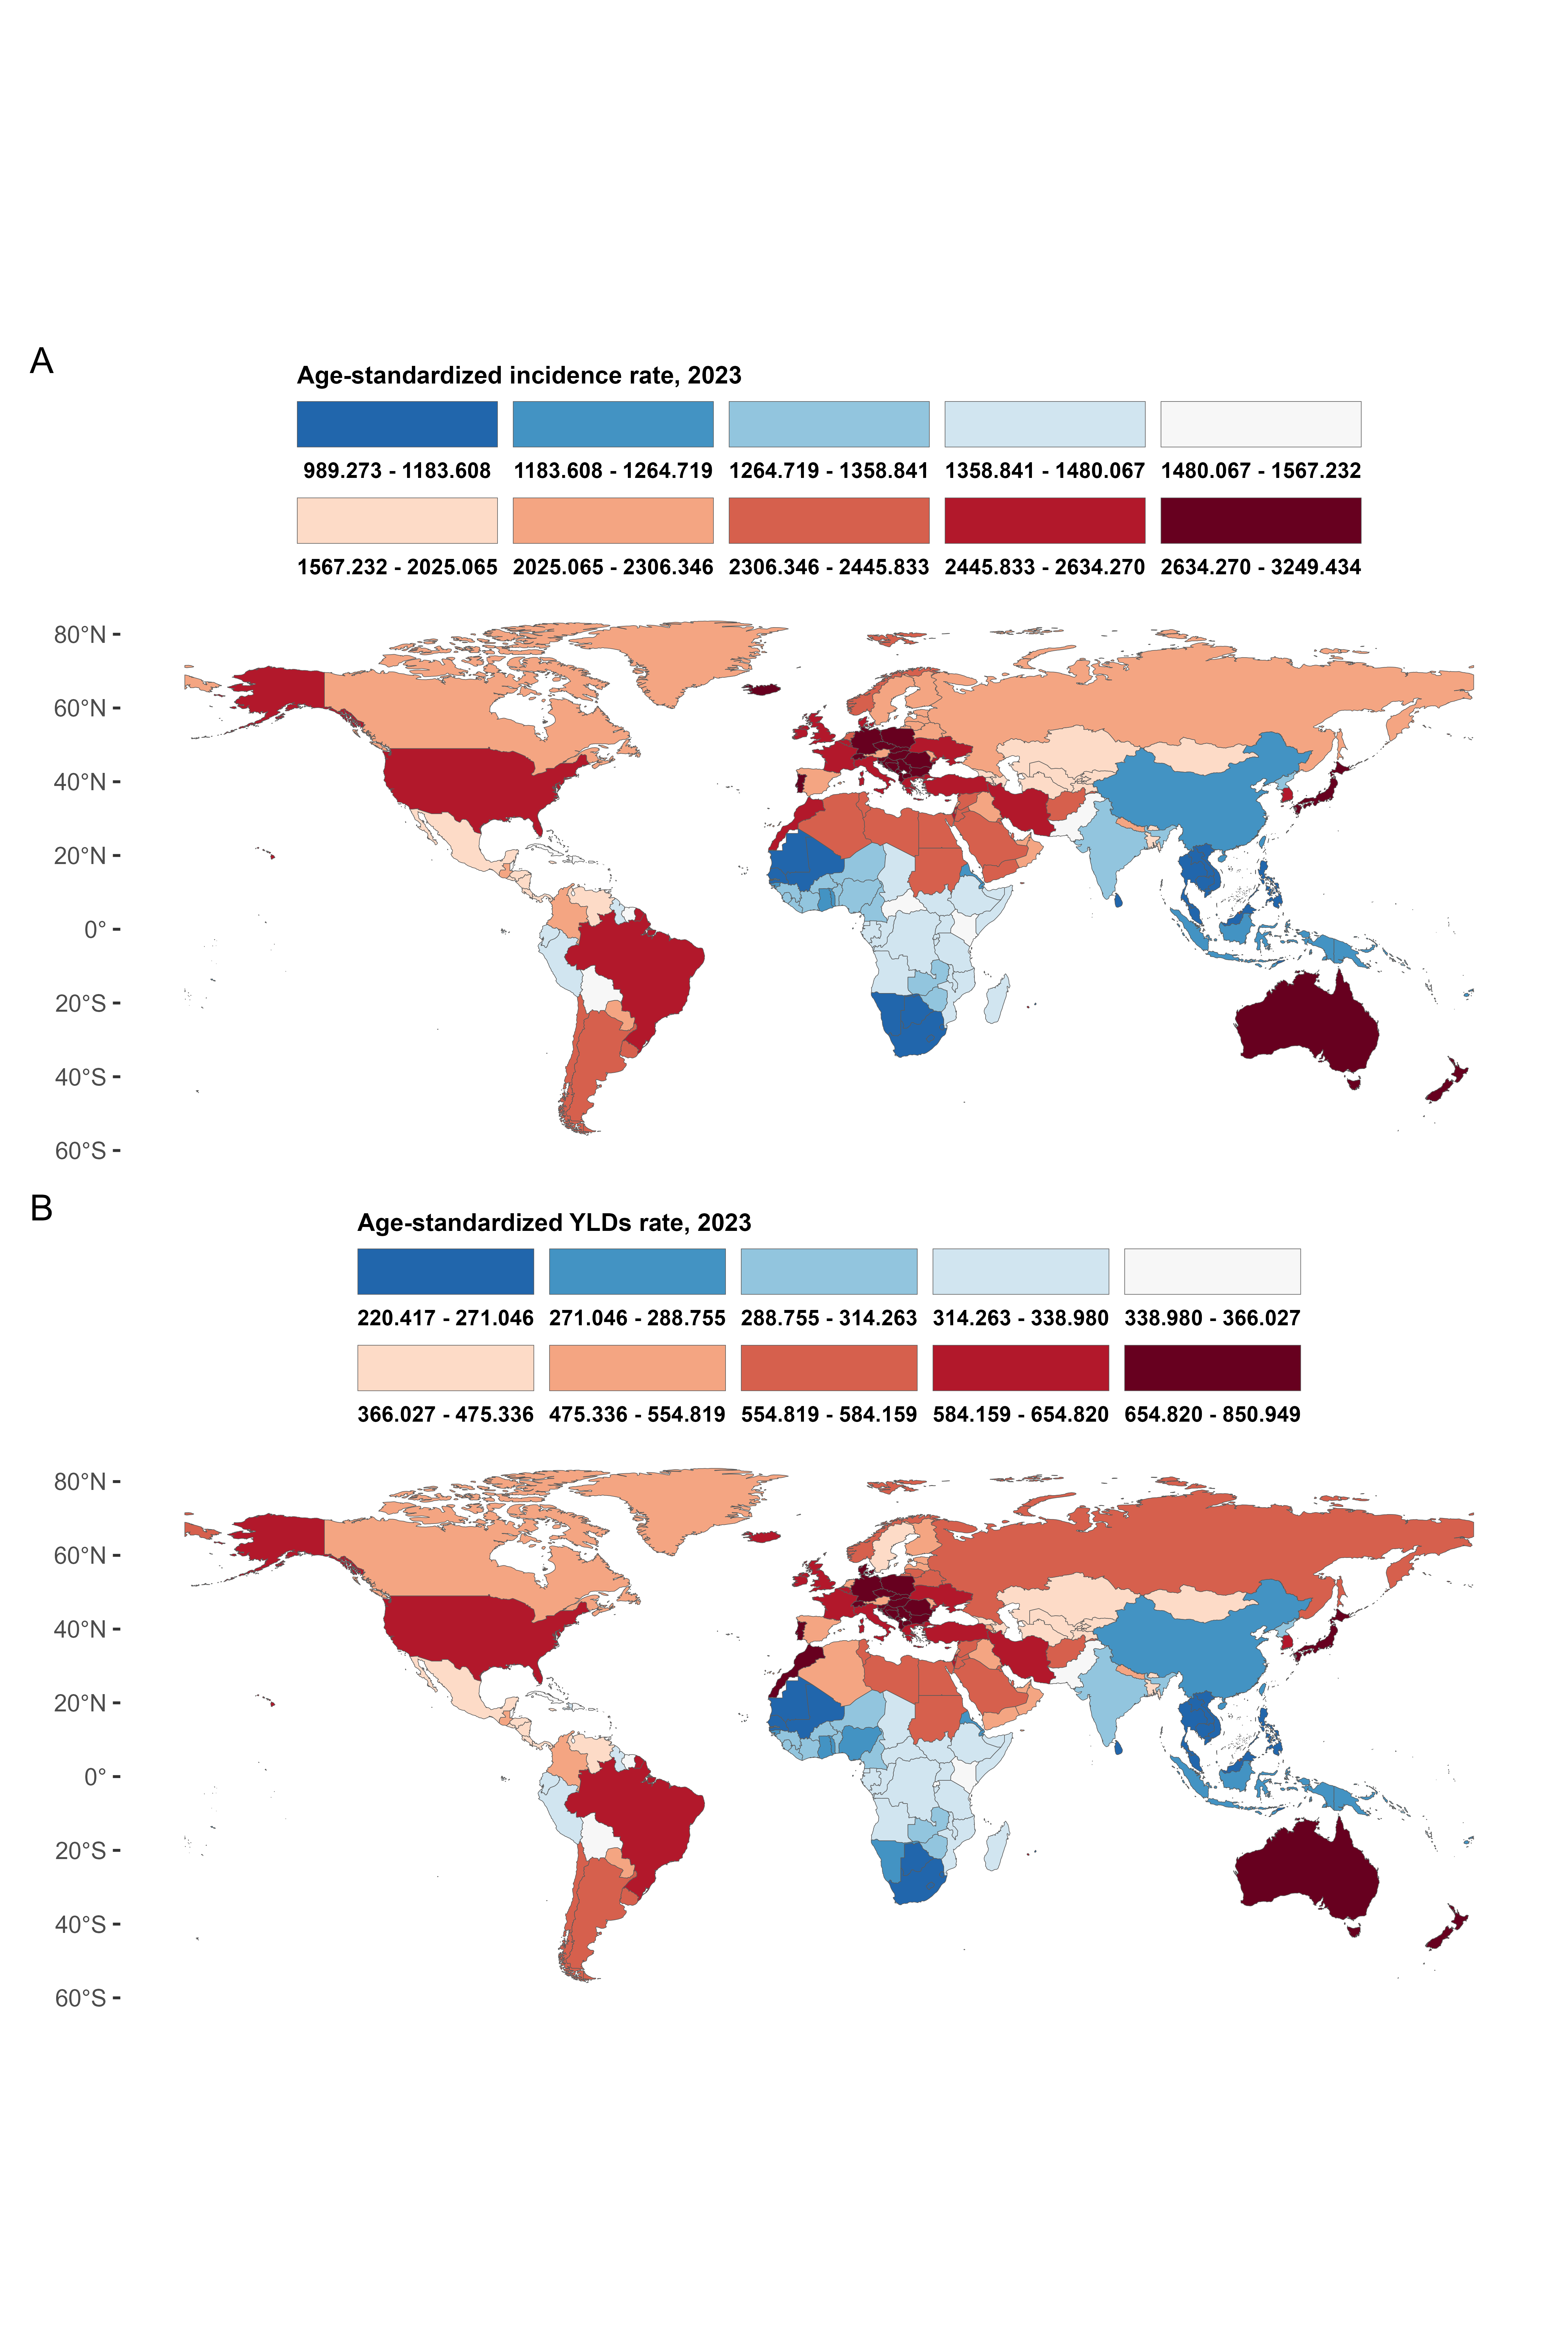 A
Age-standardized incidence rate, 2023
989.273 - 1183.608 1183.608 - 1264.719 1264.719 - 1358.841 1358.841 - 1480.067 1480.067 - 1567.232
1567.232 - 2025.065 2025.065 - 2306.346 2306.346 - 2445.833 2445.833 - 2634.270 2634.270 - 3249.434
80°N
60°N
40°N
20°N
0°
20°S
40°S
60°S
B
Age-standardized YLDs rate, 2023
220.417 - 271.046 271.046 - 288.755 288.755 - 314.263 314.263 - 338.980 338.980 - 366.027
366.027 - 475.336 475.336 - 554.819 554.819 - 584.159 584.159 - 654.820 654.820 - 850.949
80°N
60°N
40°N
20°N
0°
20°S
40°S
60°S